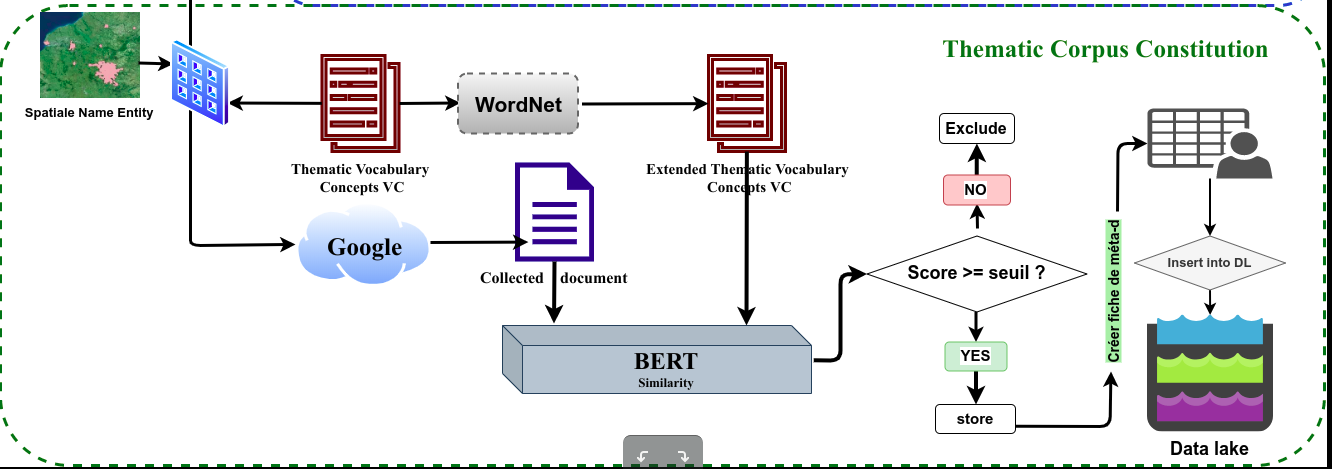 Thematic Corpus Constitution
Spatiale Name Entity
WordNet
Thematic Vocabulary
Concepts VC
Extended Thematic Vocabulary
Concepts VC
Google
Collected document
BERT
Similarity
Exclude
NO
Score >= seuil ?
YES
store
Créer fiche de méta-d
Insert into DL
Data lake